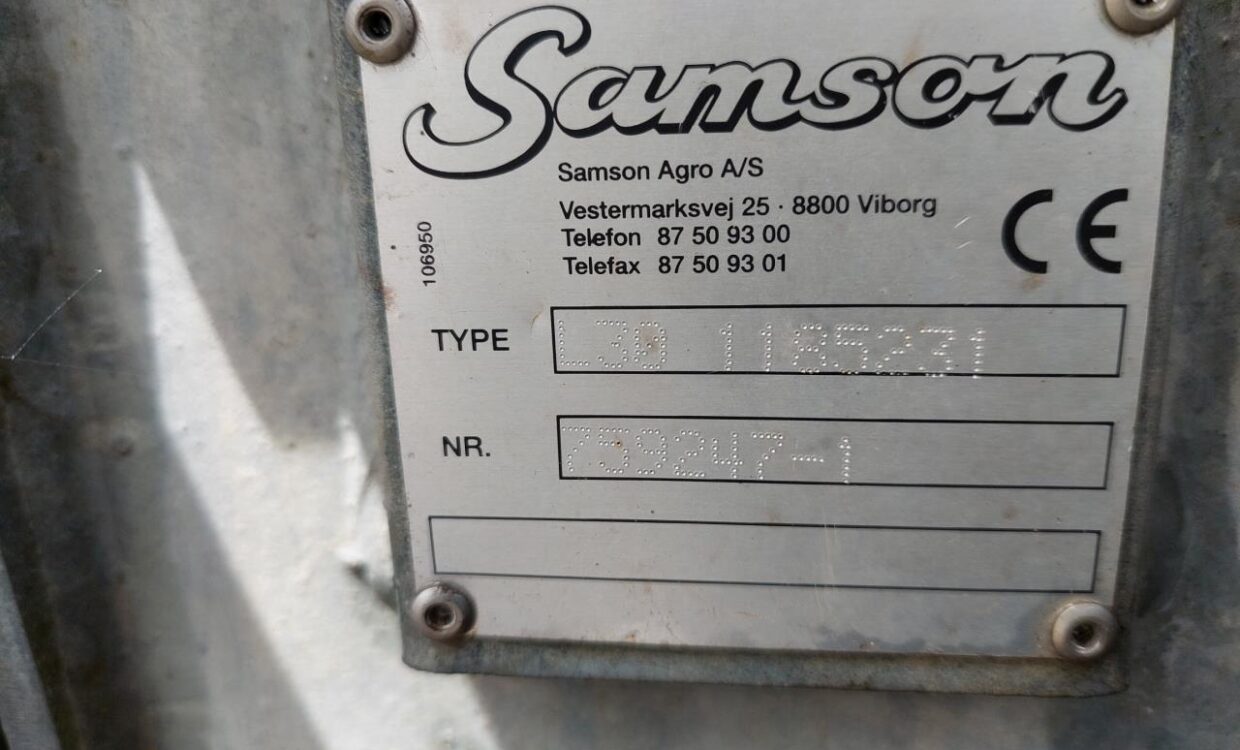 Samson
Samson Agro A/S
Vestermarksvej 25 · 8800 Viborg
Telefon 87 50 93 00
Telefax 87 50 93 01
CE
106950
TYPE L30 1185231
NR. 759247-1